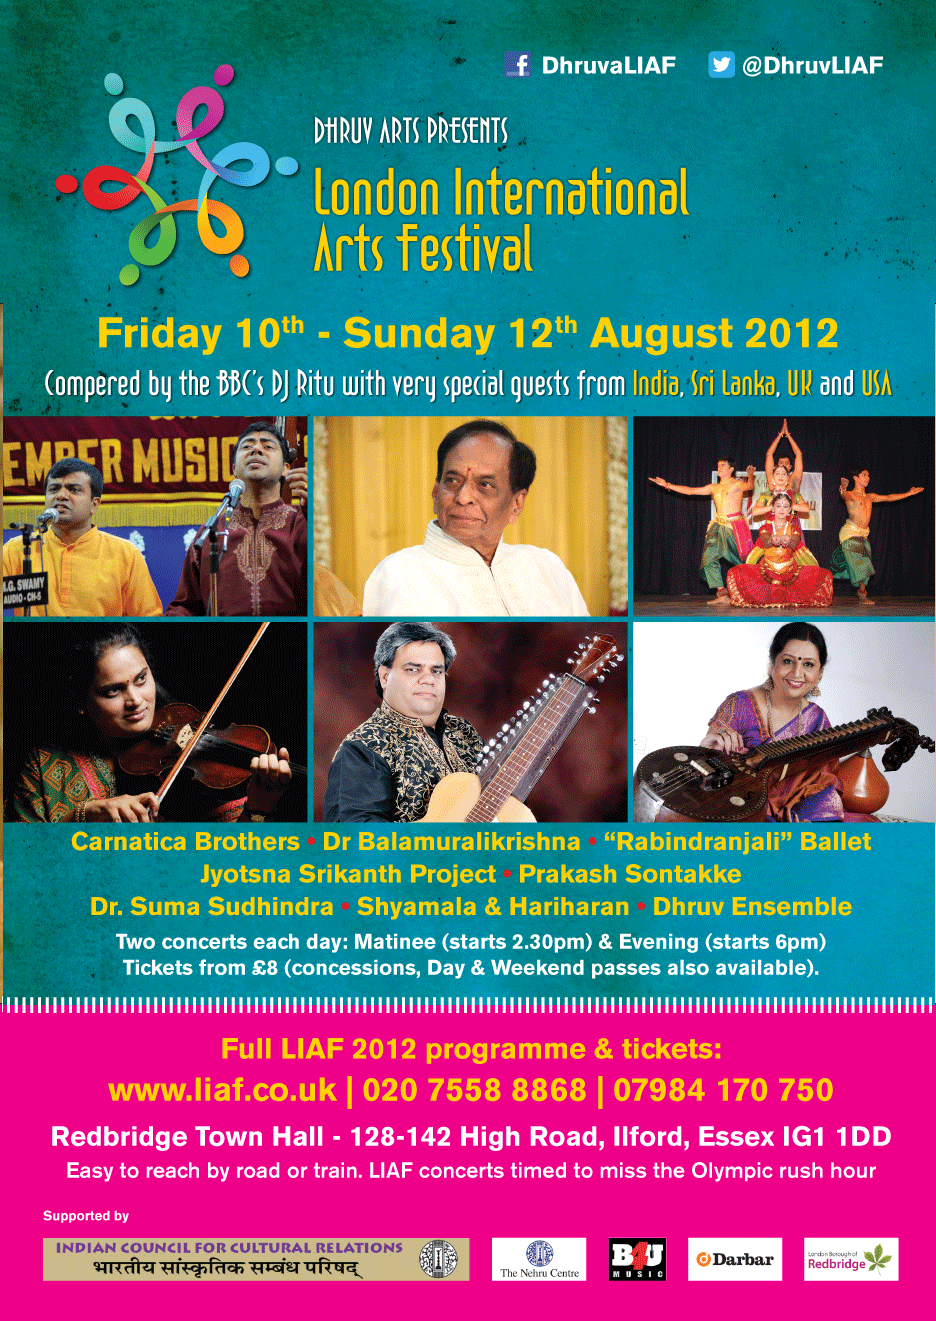 DhruvaLIAF @DhruvLIAF
DHRUV ARTS PRESENTS
London International
Arts Festival
Friday 10th - Sunday 12th August 2012
Compered by the BBC's DJ Ritu with very special guests from India, Sri Lanka, UK and USA
EMBER MUSIC
.G. SWAMY
AUDIO - CH-5
Carnatica Brothers • Dr Balamuralikrishna • “Rabindranjali” Ballet
Jyotsna Srikanth Project • Prakash Sontakke
Dr. Suma Sudhindra • Shyamala & Hariharan • Dhruv Ensemble
Two concerts each day: Matinee (starts 2.30pm) & Evening (starts 6pm)
Tickets from £8 (concessions, Day & Weekend passes also available).
Full LIAF 2012 programme & tickets:
www.liaf.co.uk | 020 7558 8868 | 07984 170 750
Redbridge Town Hall - 128-142 High Road, Ilford, Essex IG1 1DD
Easy to reach by road or train. LIAF concerts timed to miss the Olympic rush hour
Supported by
INDIAN COUNCIL FOR CULTURAL RELATIONS
भारतीय सांस्कृतिक सम्बंध परिषद्
The Nehru Centre
B4U
MUSIC
Darbar
London Borough of
Redbridge